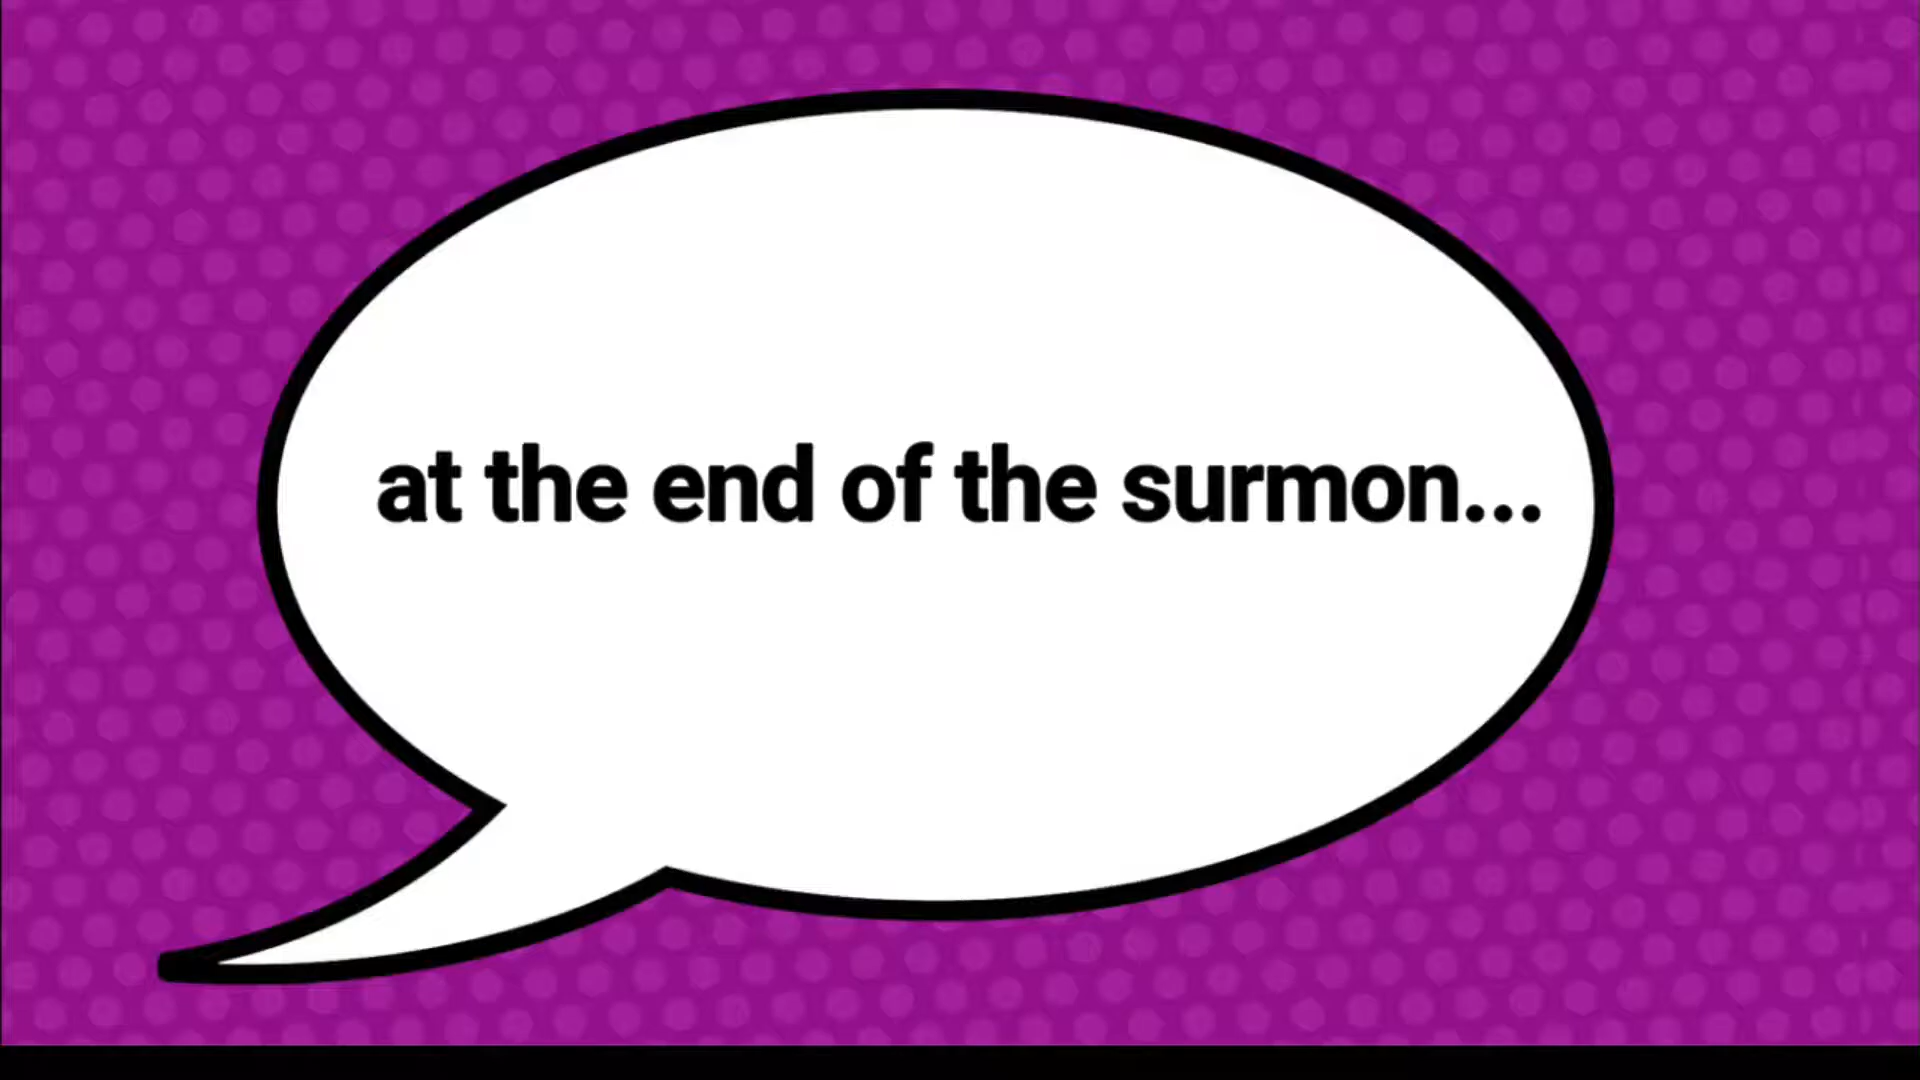 at the end of the surmon...